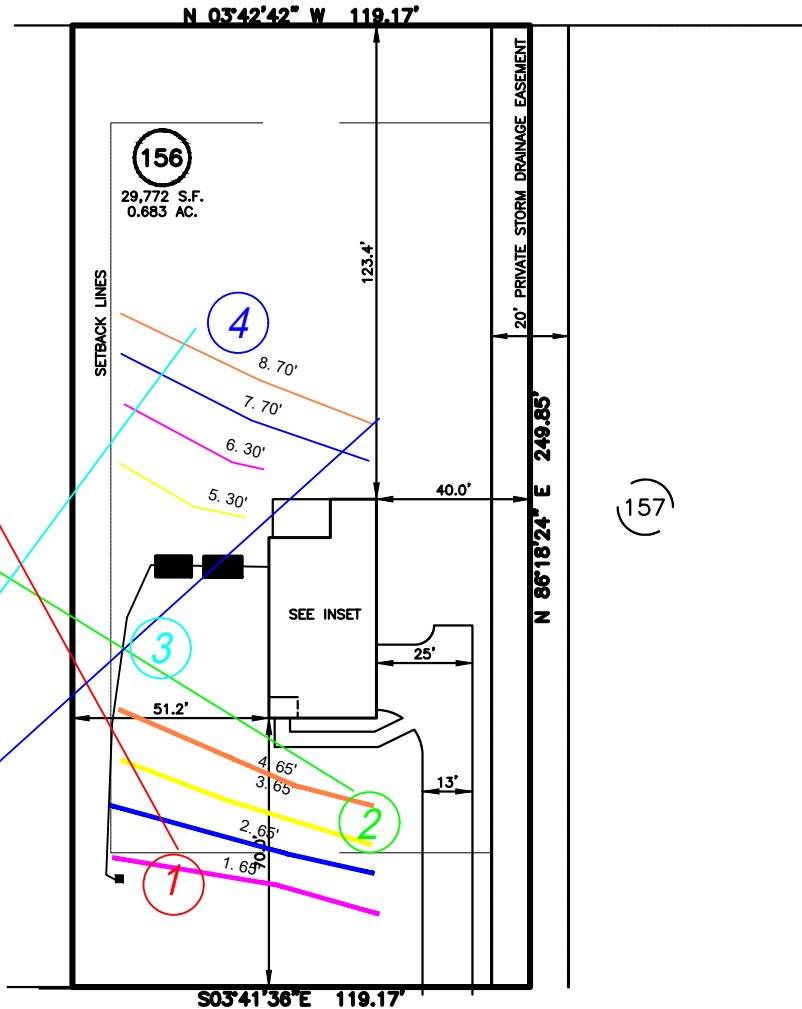 N 03°42'42" W 119.17'
156
29,772 S.F.
0.683 AC.
SETBACK LINES
123.4'
20' PRIVATE STORM DRAINAGE EASEMENT
4
8.70'
7.70'
6.30'
5.30'
40.0'
N 86°18'24" E 249.85'
157
SEE INSET
3
25'
51.2'
4.65'
3.65'
13'
2
2.65'
70.0'
1.65'
1
S03°41'36"E 119.17'